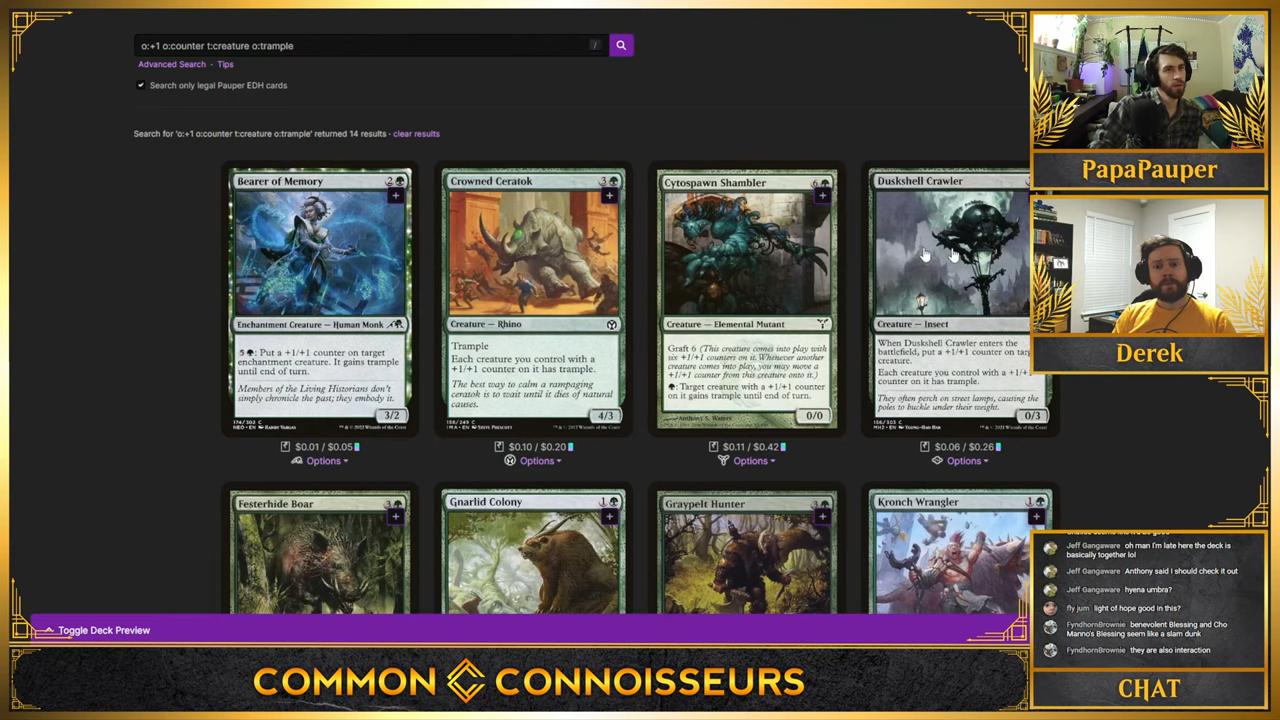 o:+1 o:counter t:creature o:trample
/
Advanced Search · Tips
Search only legal Pauper EDH cards
Search for 'o:+1 o:counter t:creature o:trample' returned 14 results · clear results
Bearer of Memory 2
Enchantment Creature — Human Monk
5 : Put a +1/+1 counter on target
enchantment creature. It gains trample
until end of turn.
Members of the Living Historians don't
simply chronicle the past; they embody it.
3/2
$0.01 / $0.05
Options
Crowned Ceratok 3
Creature — Rhino
Trample
Each creature you control with a
+1/+1 counter on it has trample.
The best way to calm a rampaging
ceratok is to wait until it dies of natural
causes.
4/3
$0.10 / $0.20
Options
Cytospawn Shambler 6
Creature — Elemental Mutant
Graft 6 (This creature comes into play with
six +1/+1 counters on it. Whenever another
creature comes into play, you may move a
+1/+1 counter from this creature onto it.)
: Target creature with a +1/+1 counter
on it gains trample until end of turn.
0/0
$0.11 / $0.42
Options
Duskshell Crawler
Creature — Insect
When Duskshell Crawler enters the
battlefield, put a +1/+1 counter on targ
creature.
Each creature you control with a +1/
counter on it has trample.
They often perch on street lamps, causing the
poles to buckle under their weight.
0/3
$0.06 / $0.26
Options
Festerhide Boar 3
Gnarlid Colony 1
Graypelt Hunter 3
Kronch Wrangler 1
Toggle Deck Preview
COMMON CONNOISSEURS
PapaPauper
Derek
Jeff Gangaware oh man I'm late here the deck is
basically together lol
Jeff Gangaware Anthony said I should check it out
Jeff Gangaware hyena umbra?
fly jum light of hope good in this?
FyndhornBrownie benevolent Blessing and Cho
Manno's Blessing seem like a slam dunk
FyndhornBrownie they are also interaction
CHAT